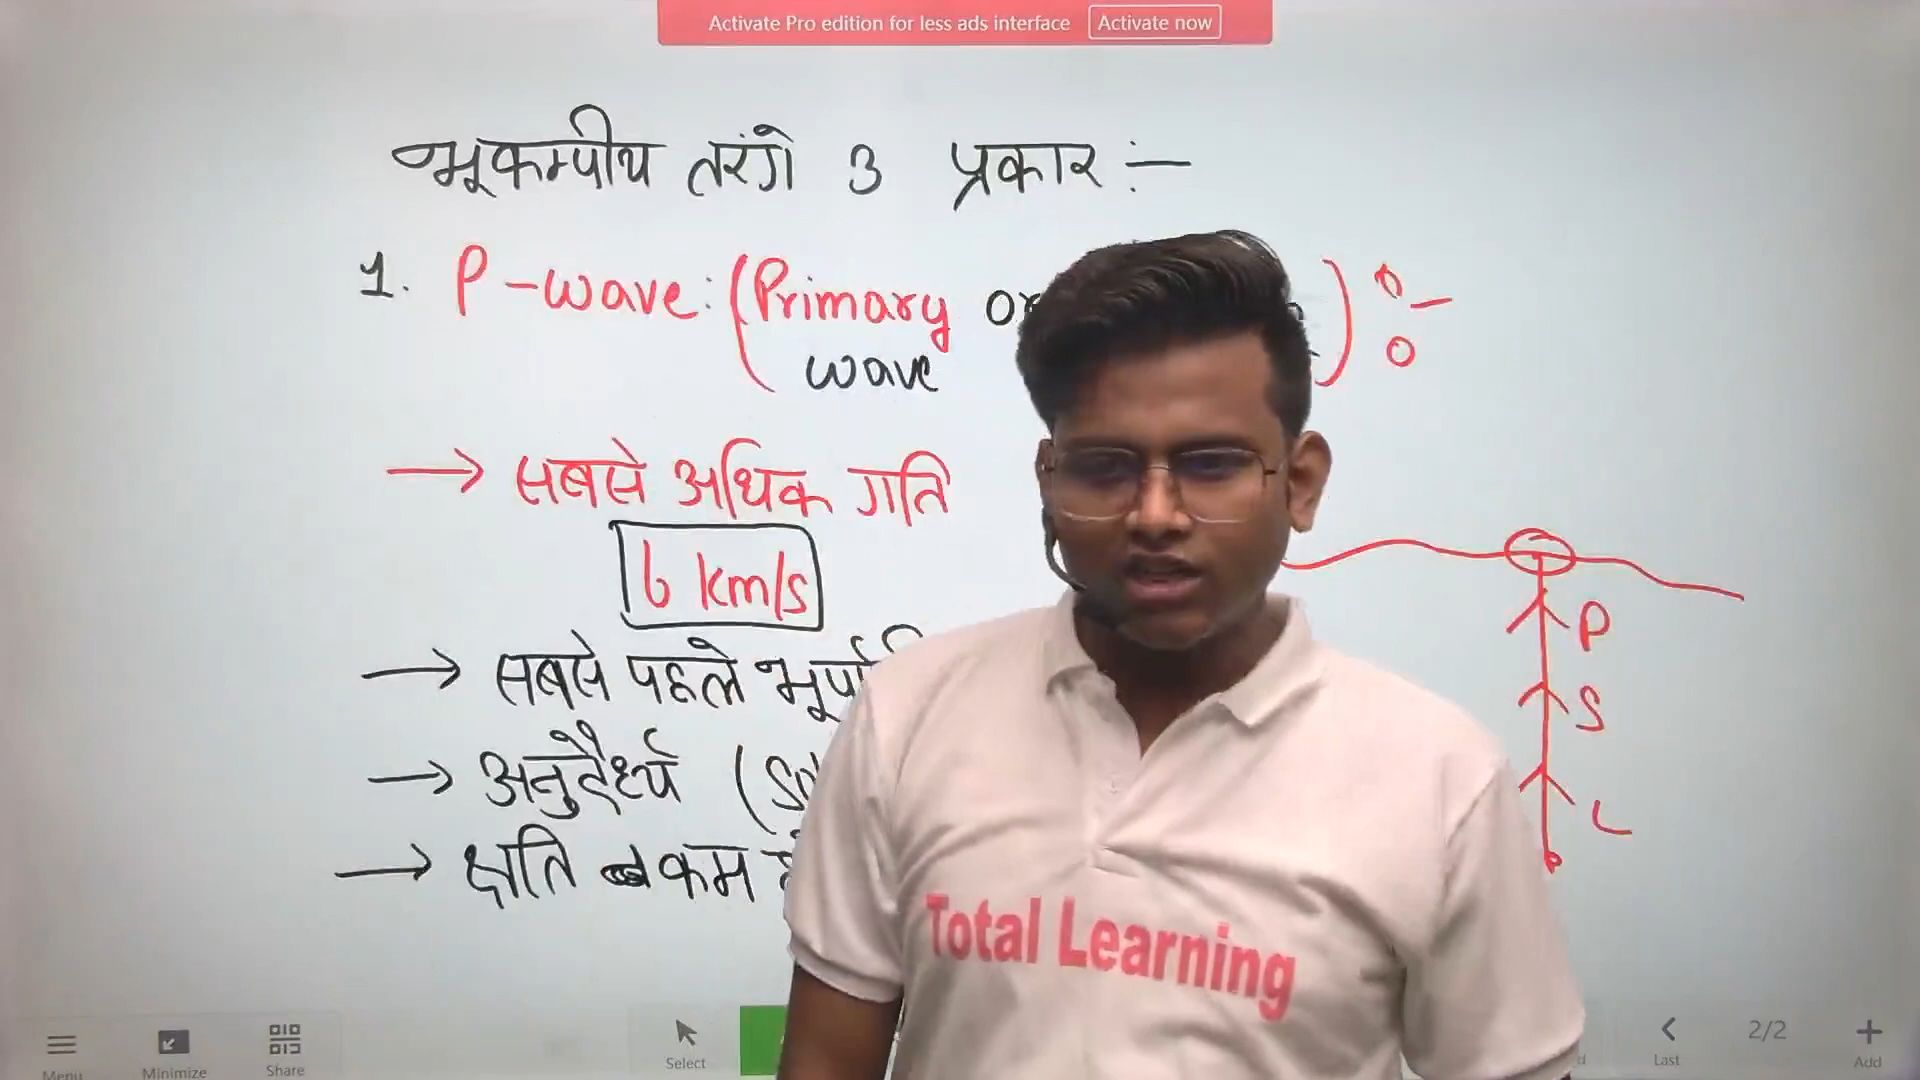 Activate Pro edition for less ads interface Activate now
भूकम्पीय तरंगे 3 प्रकार :-
1. P-wave: (Primary or
wave
→ सबसे अधिक गति
6 km/s
→ सबसे पहले
→ अनुदैर्ध्य
→ क्षति कम
P
S
L
Total Learning
Menu Minimize Share Select Last 2/2 Add